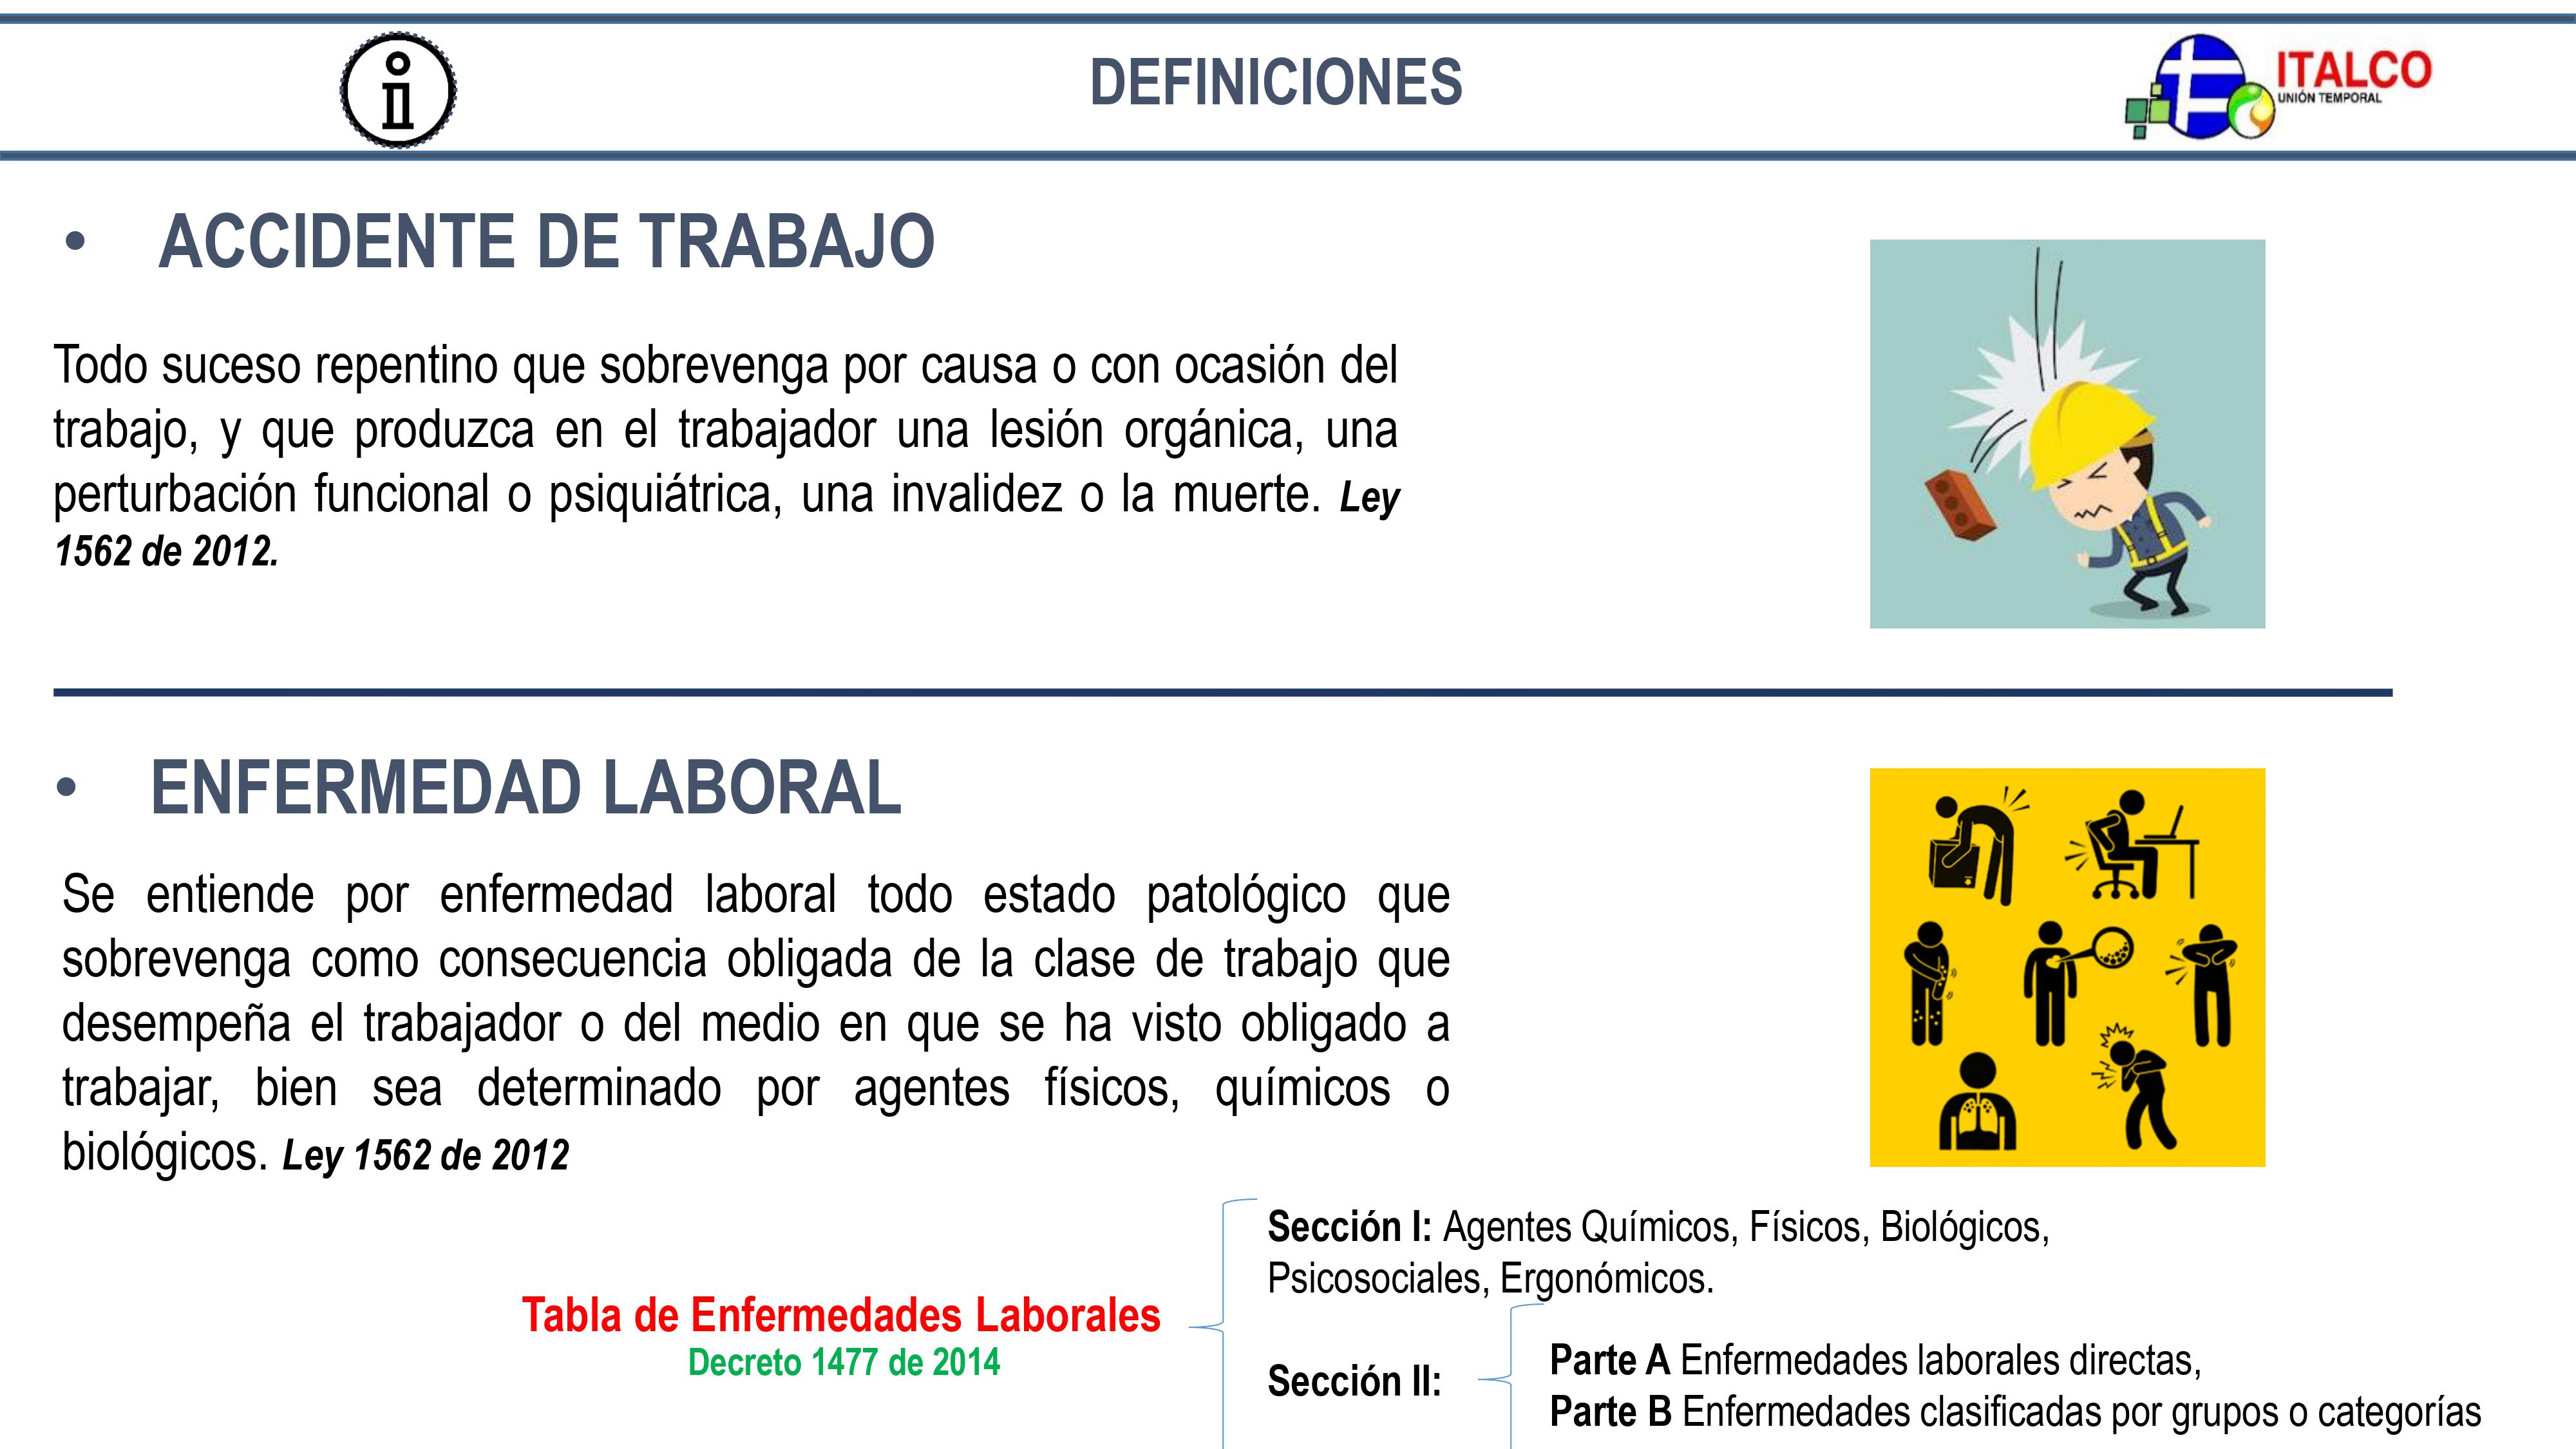 DEFINICIONES
ITALCO
UNIÓN TEMPORAL
• ACCIDENTE DE TRABAJO
Todo suceso repentino que sobrevenga por causa o con ocasión del
trabajo, y que produzca en el trabajador una lesión orgánica, una
perturbación funcional o psiquiátrica, una invalidez o la muerte. Ley
1562 de 2012.
• ENFERMEDAD LABORAL
Se entiende por enfermedad laboral todo estado patológico que
sobrevenga como consecuencia obligada de la clase de trabajo que
desempeña el trabajador o del medio en que se ha visto obligado a
trabajar, bien sea determinado por agentes físicos, químicos o
biológicos. Ley 1562 de 2012
Tabla de Enfermedades Laborales
Decreto 1477 de 2014
Sección I: Agentes Químicos, Físicos, Biológicos,
Psicosociales, Ergonómicos.
Sección II:
Parte A Enfermedades laborales directas,
Parte B Enfermedades clasificadas por grupos o categorías